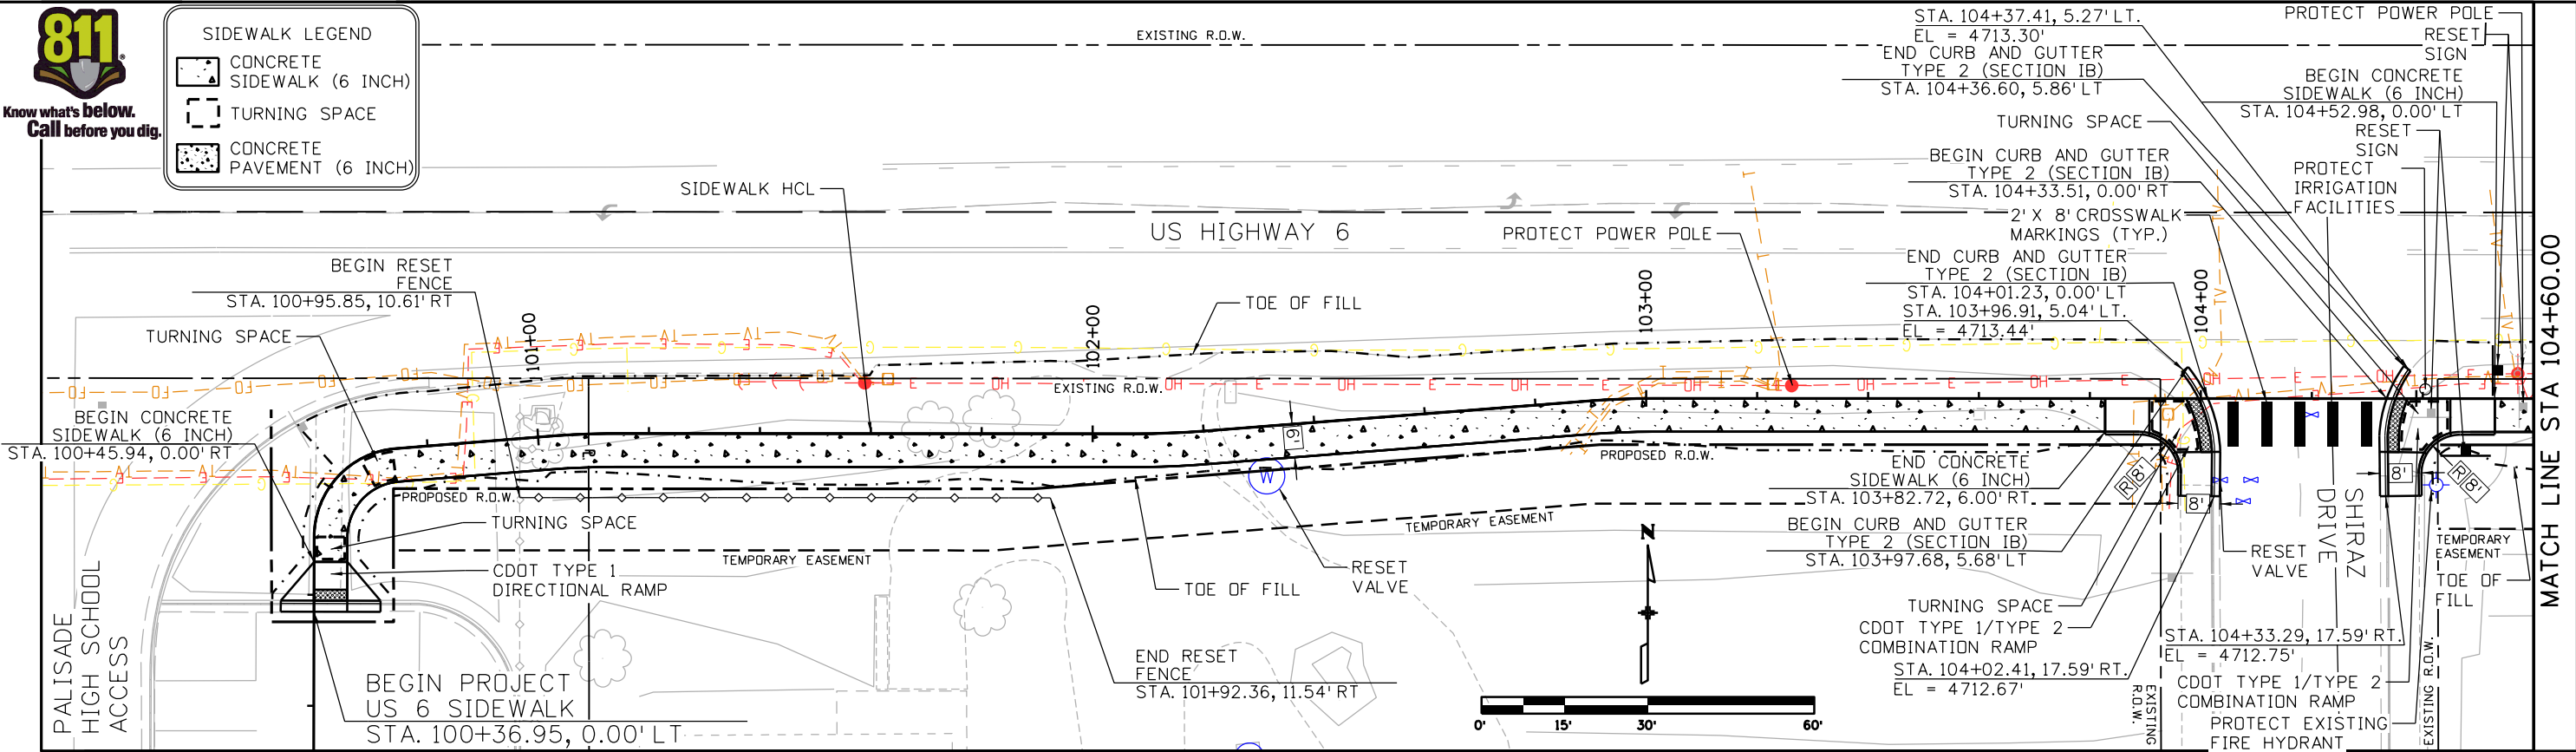 811
Know what's below.
Call before you dig.
SIDEWALK LEGEND
CONCRETE
SIDEWALK (6 INCH)
TURNING SPACE
CONCRETE
PAVEMENT (6 INCH)
EXISTING R.O.W.
STA. 104+37.41, 5.27' LT.
EL = 4713.30'
END CURB AND GUTTER
TYPE 2 (SECTION IB)
STA. 104+36.60, 5.86' LT
TURNING SPACE
BEGIN CURB AND GUTTER
TYPE 2 (SECTION IB)
STA. 104+33.51, 0.00' RT
2' X 8' CROSSWALK
MARKINGS (TYP.)
END CURB AND GUTTER
TYPE 2 (SECTION IB)
STA. 104+01.23, 0.00' LT
STA. 103+96.91, 5.04' LT.
EL = 4713.44'
PROTECT POWER POLE
RESET
SIGN
BEGIN CONCRETE
SIDEWALK (6 INCH)
STA. 104+52.98, 0.00' LT
RESET
SIGN
PROTECT
IRRIGATION
FACILITIES
SIDEWALK HCL
US HIGHWAY 6
PROTECT POWER POLE
BEGIN RESET
FENCE
STA. 100+95.85, 10.61' RT
TURNING SPACE
TOE OF FILL
101+00
102+00
103+00
104+00
EXISTING R.O.W.
BEGIN CONCRETE
SIDEWALK (6 INCH)
STA. 100+45.94, 0.00' RT
6'
W
PROPOSED R.O.W.
PROPOSED R.O.W.
TURNING SPACE
CDOT TYPE 1
DIRECTIONAL RAMP
TEMPORARY EASEMENT
TEMPORARY EASEMENT
TOE OF FILL
RESET
VALVE
N
END CONCRETE
SIDEWALK (6 INCH)
STA. 103+82.72, 6.00' RT.
BEGIN CURB AND GUTTER
TYPE 2 (SECTION IB)
STA. 103+97.68, 5.68' LT
TURNING SPACE
CDOT TYPE 1/TYPE 2
COMBINATION RAMP
STA. 104+02.41, 17.59' RT.
EL = 4712.67'
R18'
8'
8'
R18'
RESET
VALVE
SHIRAZ
DRIVE
TEMPORARY
EASEMENT
TOE OF
FILL
STA. 104+33.29, 17.59' RT.
EL = 4712.75'
CDOT TYPE 1/TYPE 2
COMBINATION RAMP
PROTECT EXISTING
FIRE HYDRANT
EXISTING
R.O.W.
EXISTING R.O.W.
MATCH LINE STA 104+60.00
PALISADE
HIGH SCHOOL
ACCESS
BEGIN PROJECT
US 6 SIDEWALK
STA. 100+36.95, 0.00' LT
END RESET
FENCE
STA. 101+92.36, 11.54' RT
0' 15' 30' 60'